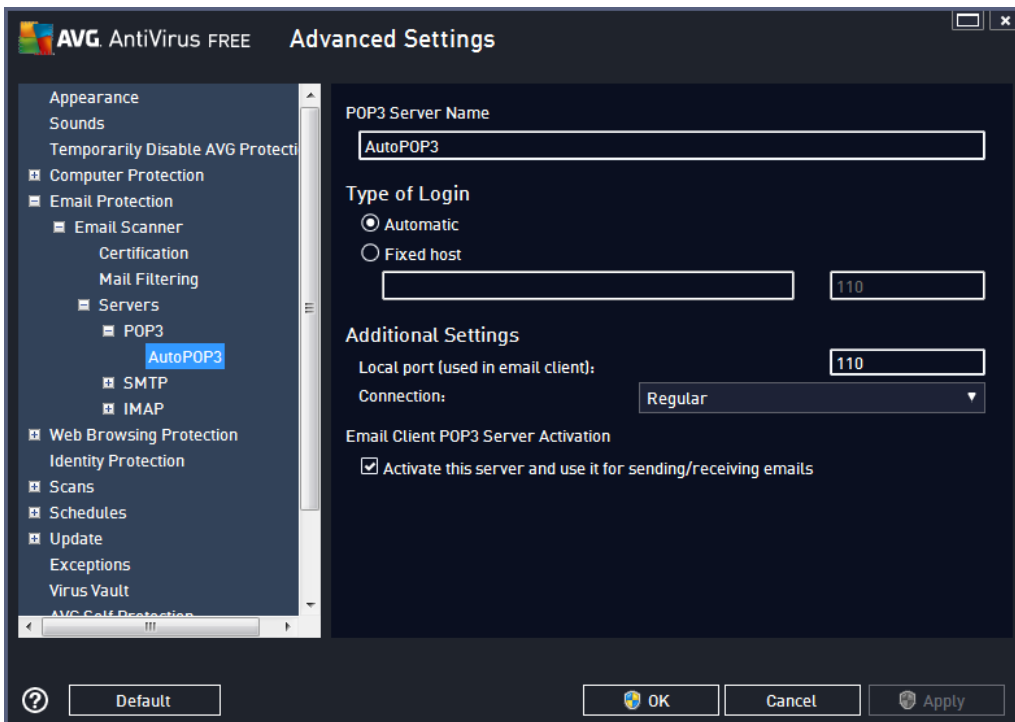 AVG AntiVirus FREE Advanced Settings
Appearance
Sounds
Temporarily Disable AVG Protecti
Computer Protection
Email Protection
Email Scanner
Certification
Mail Filtering
Servers
POP3
AutoPOP3
SMTP
IMAP
Web Browsing Protection
Identity Protection
Scans
Schedules
Update
Exceptions
Virus Vault
AVG Self Protection
POP3 Server Name
AutoPOP3
Type of Login
Automatic
Fixed host
110
Additional Settings
Local port (used in email client): 110
Connection: Regular
Email Client POP3 Server Activation
Activate this server and use it for sending/receiving emails
Default OK Cancel Apply